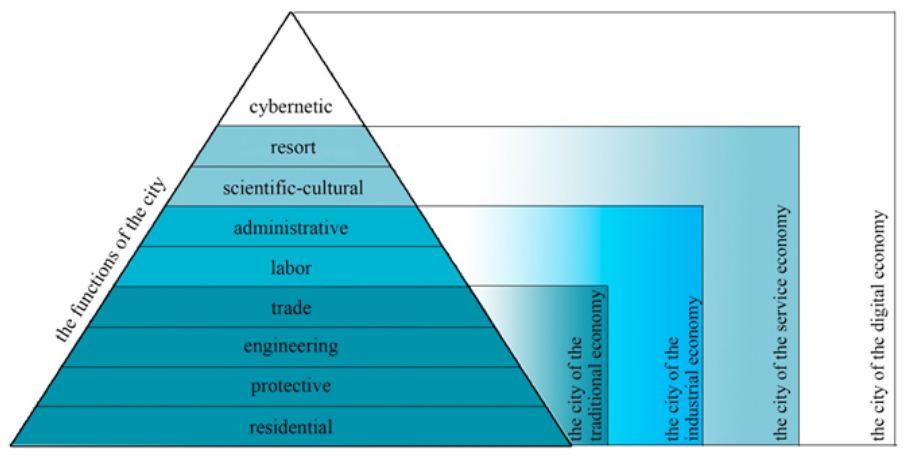 cybernetic
resort
scientific-cultural
administrative
labor
trade
engineering
protective
residential
the functions of the city
the city of the
traditional economy
the city of the
industrial economy
the city of the service economy
the city of the digital economy